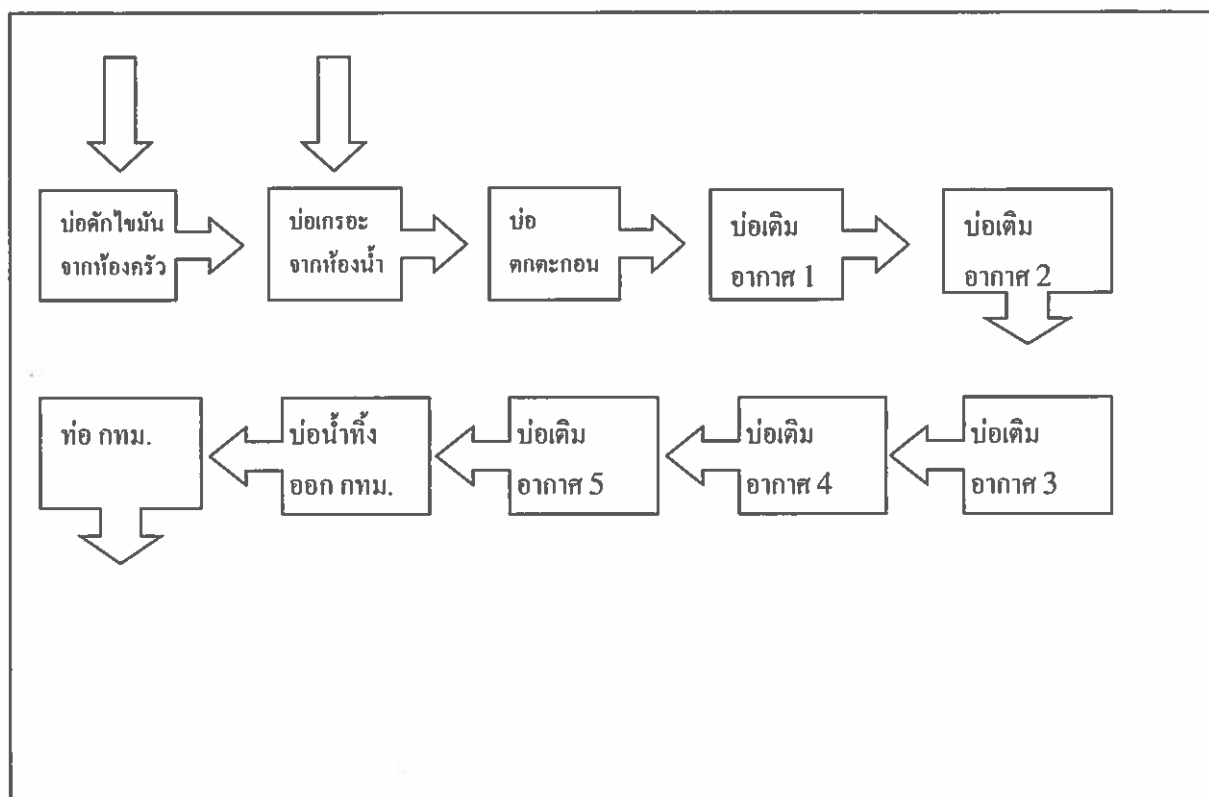 บ่อดักไขมัน
จากห้องครัว
บ่อเกรอะ
จากห้องน้ำ
บ่อ
ตกตะกอน
บ่อเติม
อากาศ 1
บ่อเติม
อากาศ 2
ท่อ กทม.
บ่อน้ำทิ้ง
ออก กทม.
บ่อเติม
อากาศ 5
บ่อเติม
อากาศ 4
บ่อเติม
อากาศ 3